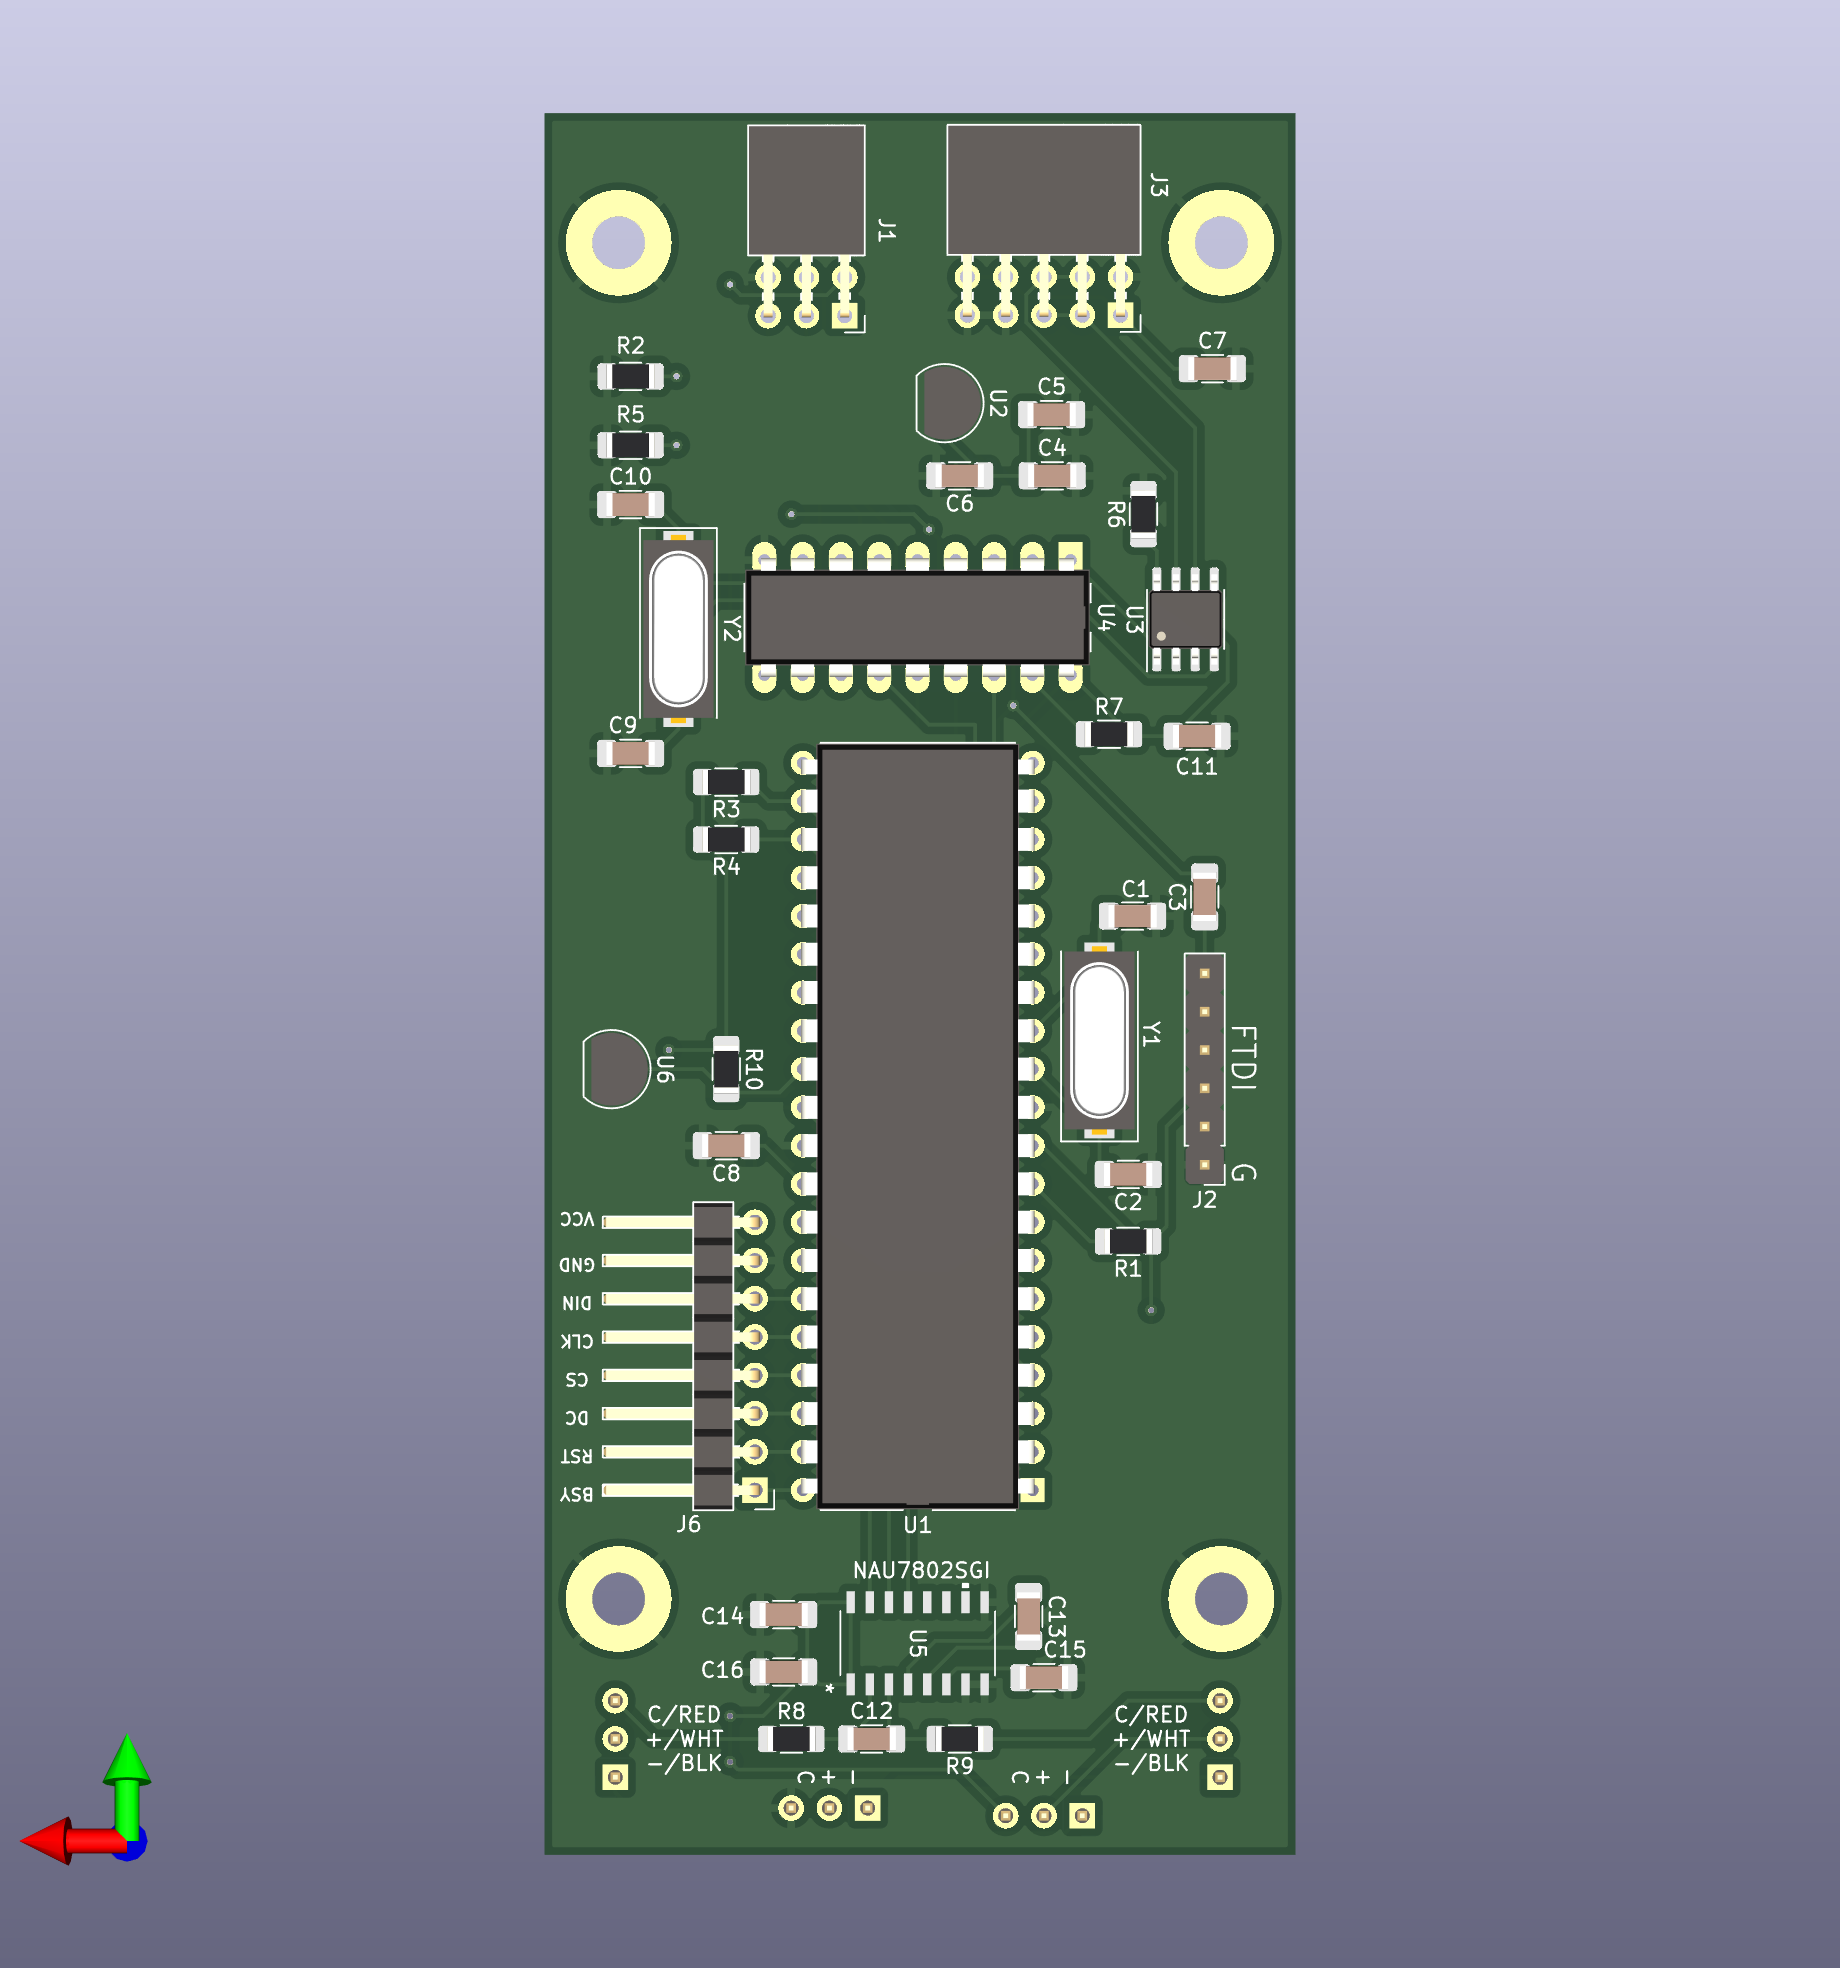 J3
J1
C7
R2
C5
U2
R5
C4
C10
C6
R6
U4
U3
Y2
R7
C9
C11
R3
R4
C1
C3
Y1
FTDI
U6
R10
C8
G
C2
J2
VCC
GND
R1
DIN
CLK
CS
DC
RST
BSY
J6
U1
NAU7802SGI
C14
C13
U5
C15
C16
*
C/RED
+/WHT
-/BLK
R8
C12
R9
C/RED
+/WHT
-/BLK
C + -
C + -